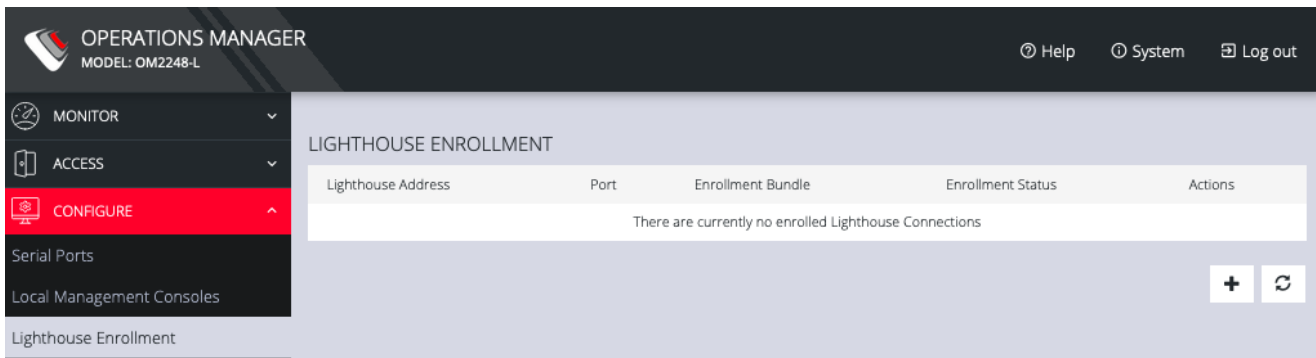 OPERATIONS MANAGER
MODEL: OM2248-L
Help System Log out
MONITOR
ACCESS
CONFIGURE
Serial Ports
Local Management Consoles
Lighthouse Enrollment
LIGHTHOUSE ENROLLMENT
Lighthouse Address Port Enrollment Bundle Enrollment Status Actions
There are currently no enrolled Lighthouse Connections